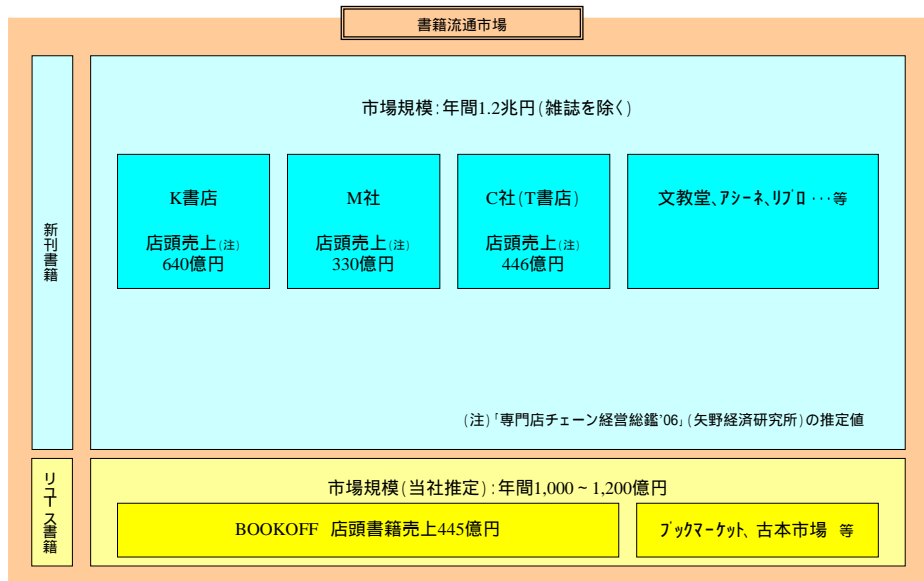 書籍流通市場
新刊書籍
市場規模:年間1.2兆円(雑誌を除く)
K書店
店頭売上(注)
640億円
M社
店頭売上(注)
330億円
C社(T書店)
店頭売上(注)
446億円
文教堂、アシーネ、リブロ・・・等
(注)「専門店チェーン経営総鑑'06」(矢野経済研究所)の推定値
リユース書籍
市場規模(当社推定):年間1,000~1,200億円
BOOKOFF 店頭書籍売上445億円
ブックマーケット、古本市場 等